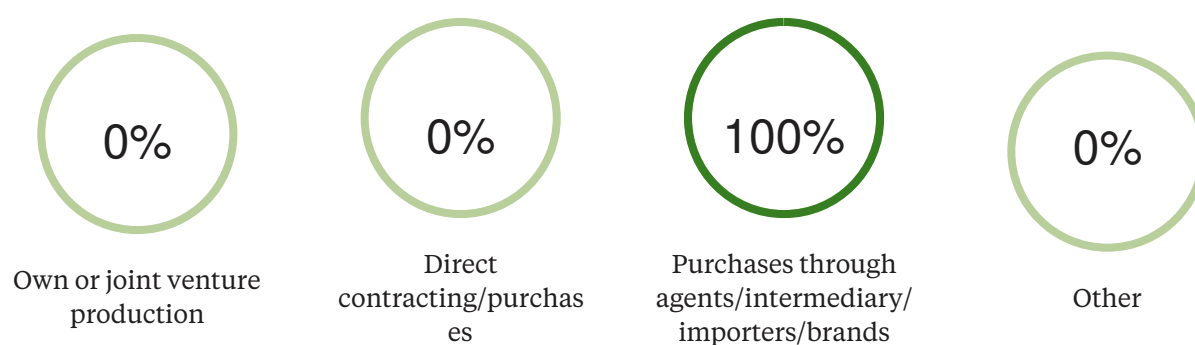 0%
Own or joint venture
production
0%
Direct
contracting/purchas
es
100%
Purchases through
agents/intermediary/
importers/brands
0%
Other